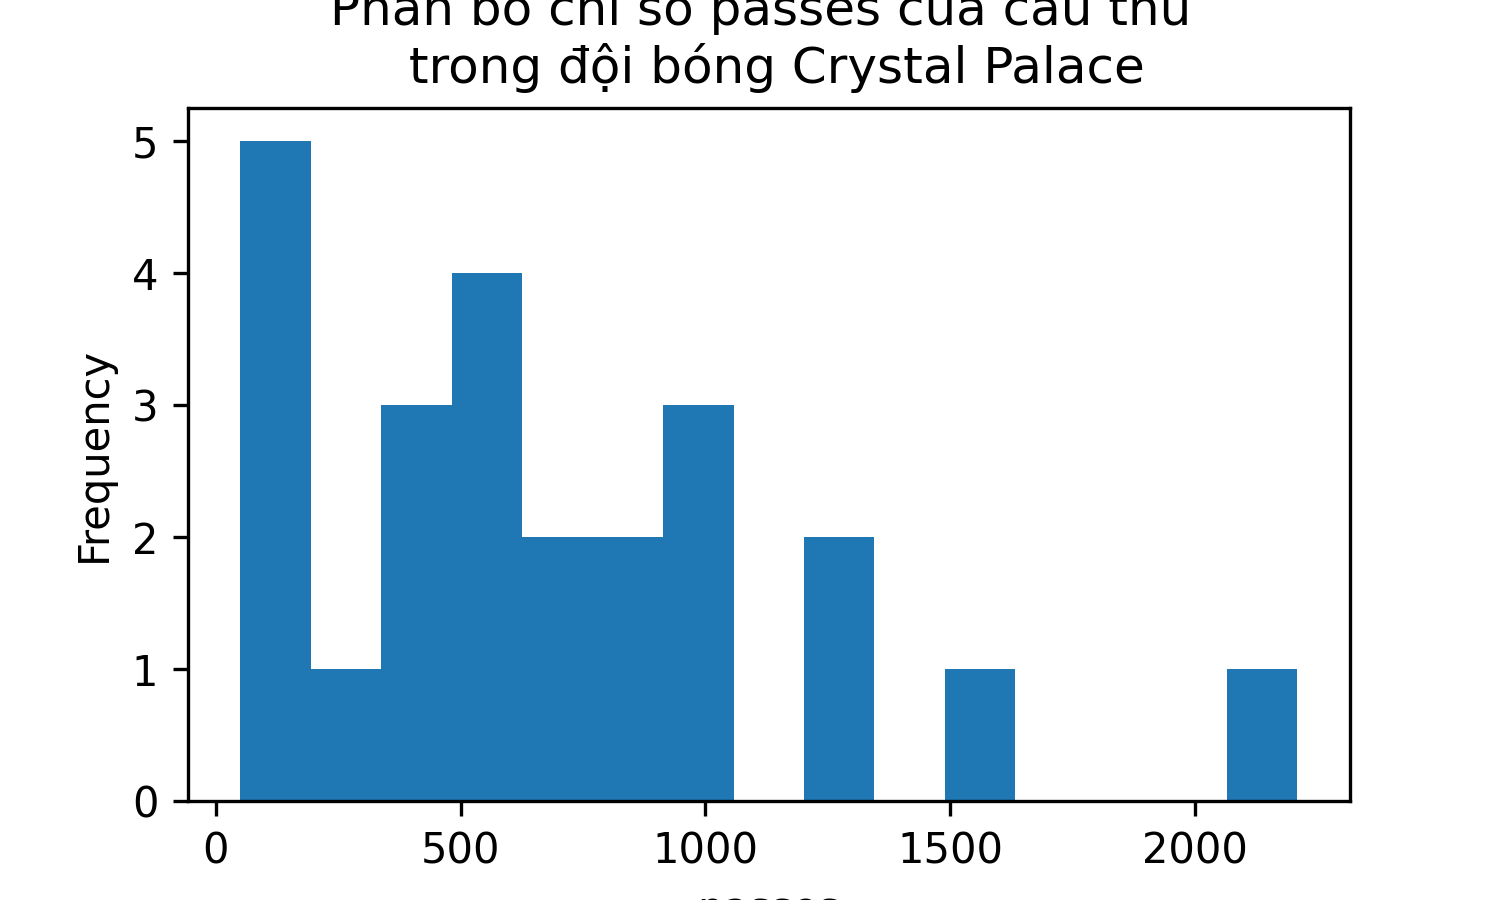 Phân bố chỉ số passes của cầu thủ
trong đội bóng Crystal Palace
5
4
3
2
1
0
Frequency
0 500 1000 1500 2000